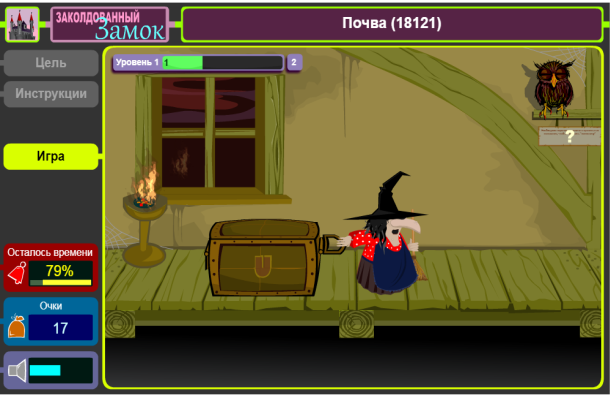 ЗАКОЛДОВАННЫЙ
Замок
Почва (18121)
Цель
Инструкции
Игра
Уровень 1
1
2
?
Осталось времени
79%
Очки
17